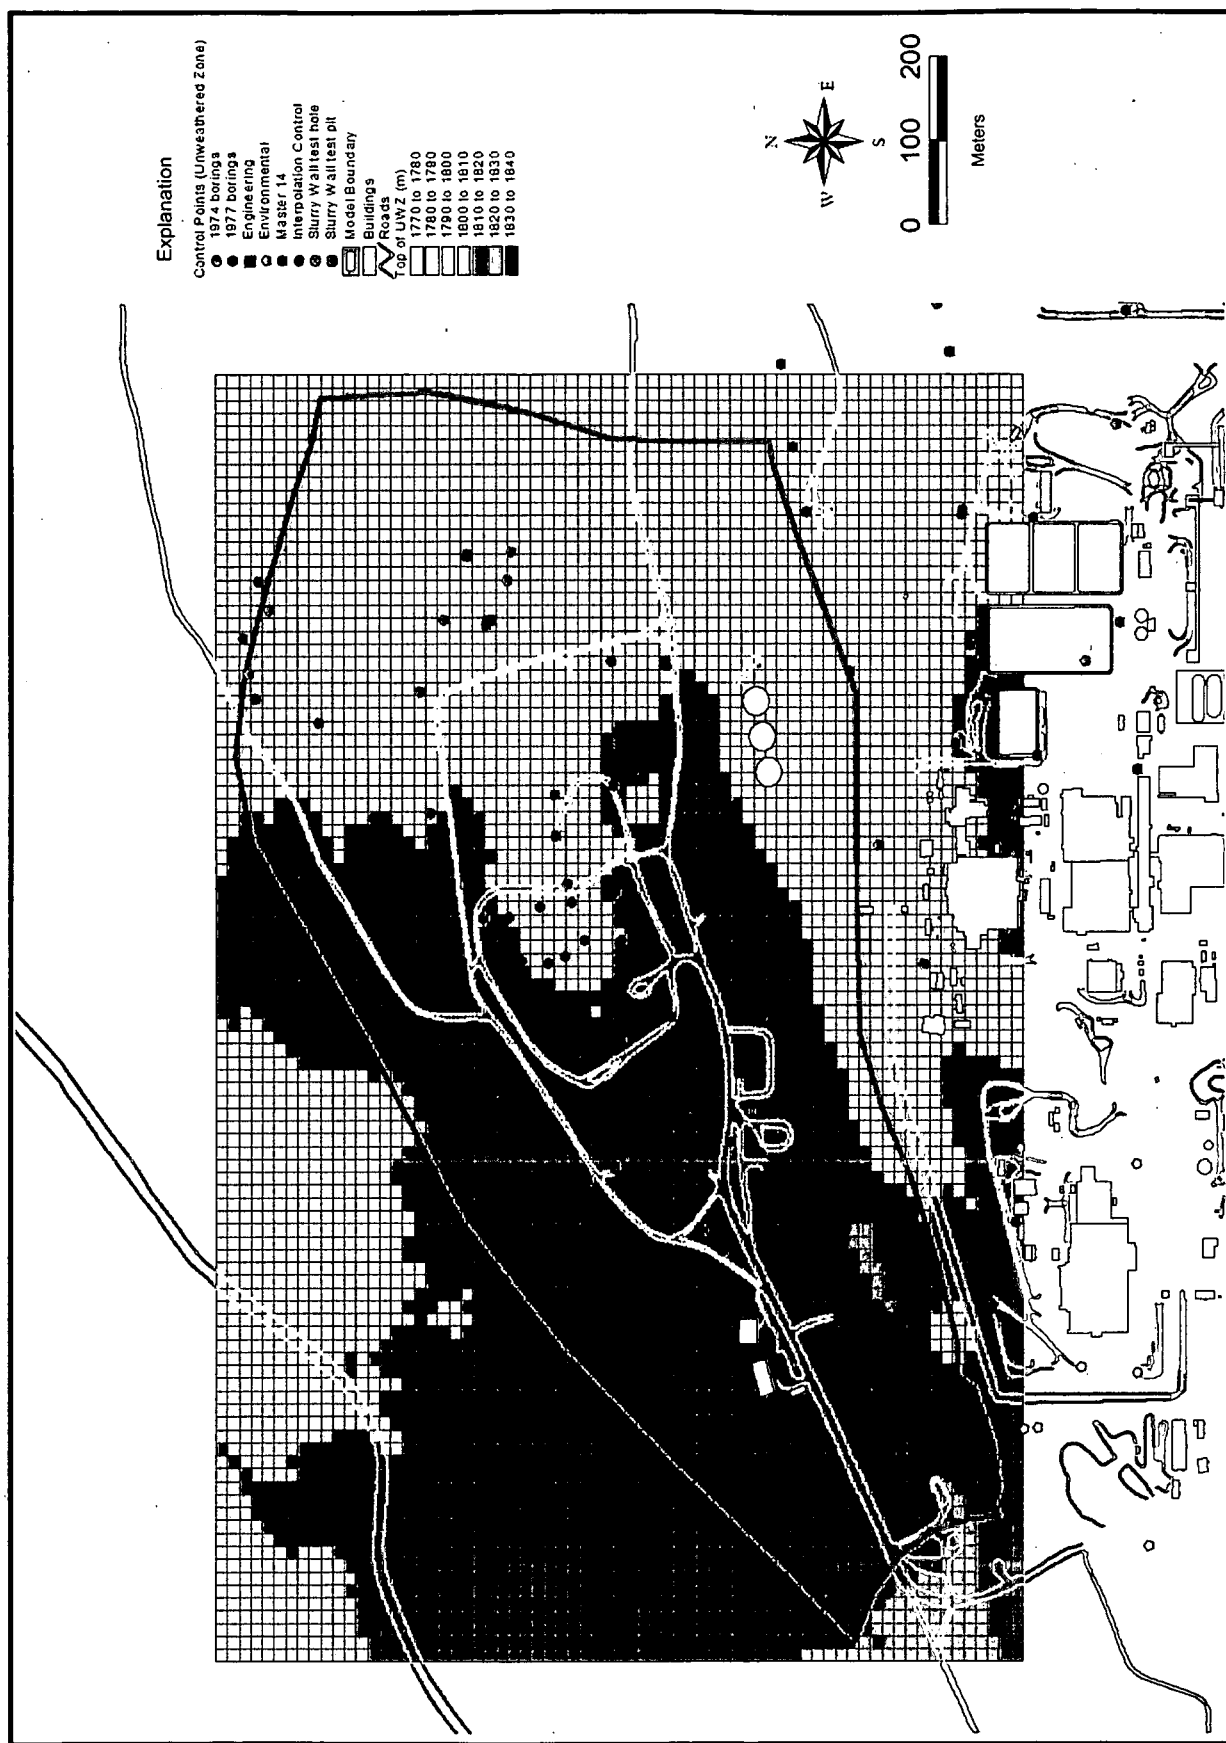 Explanation
Control Points (Unweathered Zone)
1974 borings
1977 borings
Engineering
Environmental
Master 14
Interpolation Control
Slurry Wall test hole
Slurry Wall test pit
Model Boundary
Buildings
Roads
Top of UWZ (m)
1770 to 1780
1780 to 1790
1790 to 1800
1800 to 1810
1810 to 1820
1820 to 1830
1830 to 1840
N
E
S
W
0 100 200
Meters